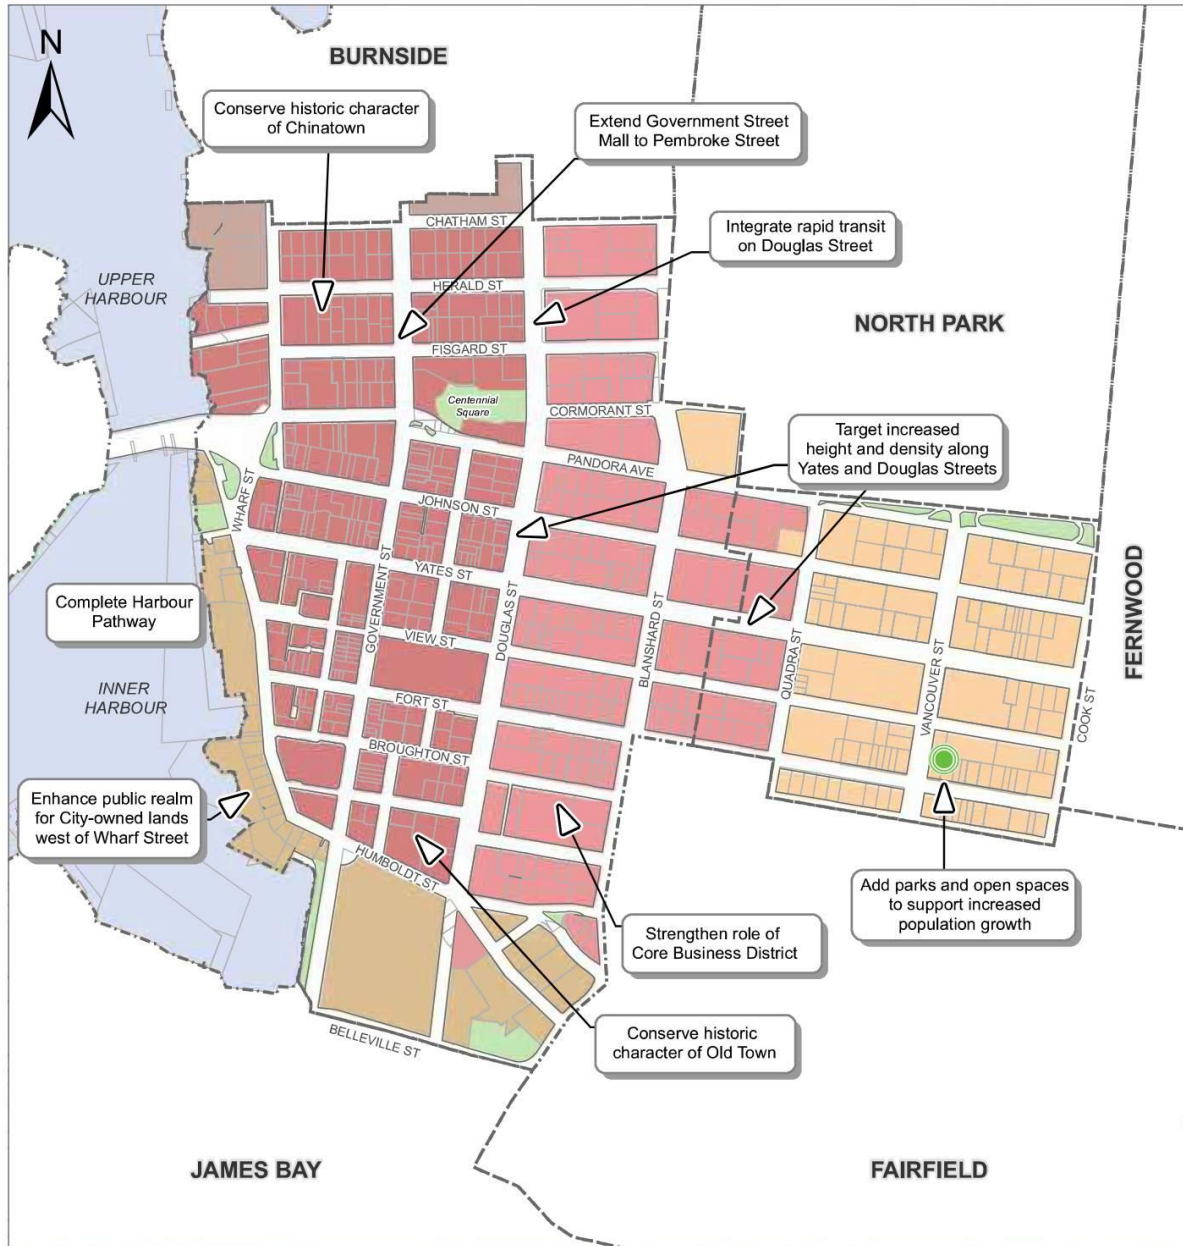 N
BURNSIDE
Conserve historic character
of Chinatown
Extend Government Street
Mall to Pembroke Street
CHATHAM ST
Integrate rapid transit
on Douglas Street
UPPER
HARBOUR
HERALD ST
NORTH PARK
FISGARD ST
Centennial
Square
CORMORANT ST
Target increased
height and density along
Yates and Douglas Streets
PANDORA AVE
WHARF ST
JOHNSON ST
GOVERNMENT ST
YATES ST
DOUGLAS ST
FERNWOOD
Complete Harbour
Pathway
VIEW ST
BLANSHARD ST
QUADRA ST
VANCOUVER ST
COOK ST
INNER
HARBOUR
FORT ST
BROUGHTON ST
Enhance public realm
for City-owned lands
west of Wharf Street
HUMBOLDT ST
Add parks and open spaces
to support increased
population growth
Strengthen role of
Core Business District
Conserve historic
character of Old Town
BELLEVILLE ST
JAMES BAY
FAIRFIELD